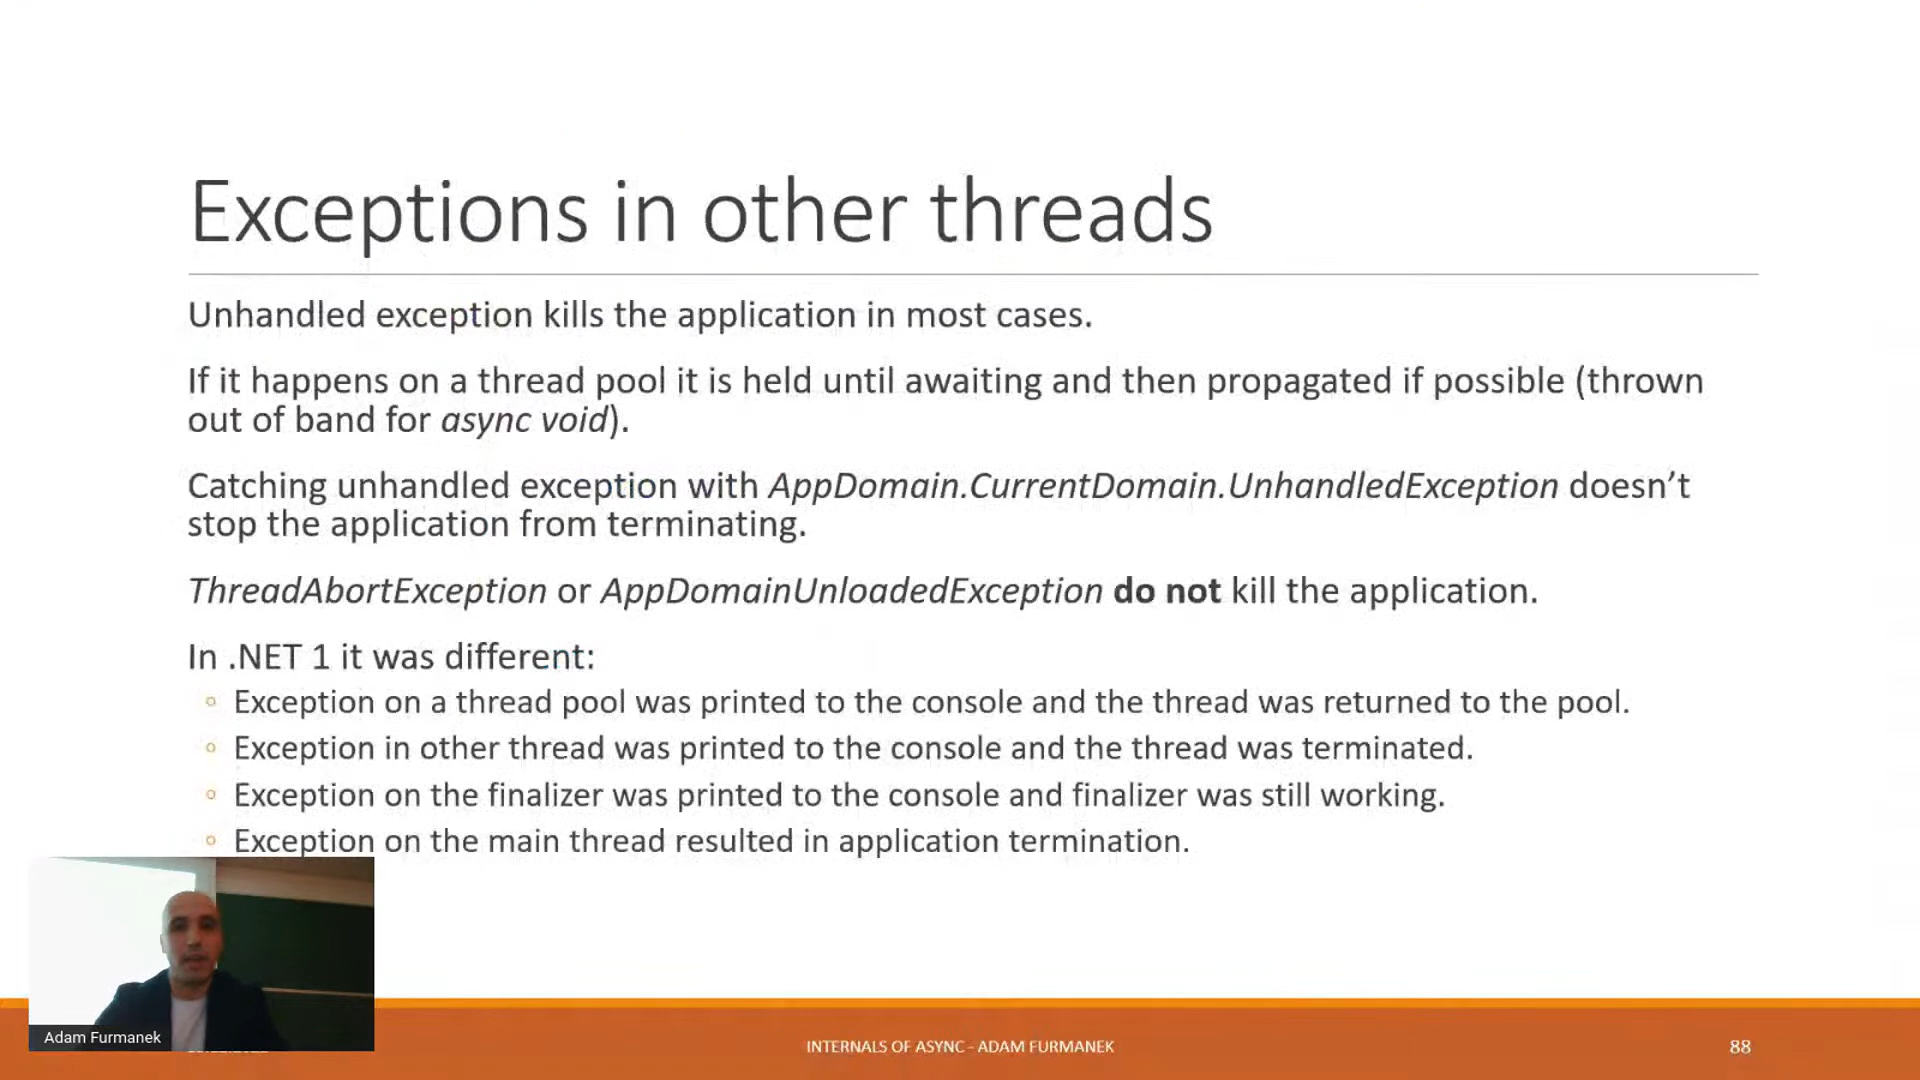 Exceptions in other threads
Unhandled exception kills the application in most cases.
If it happens on a thread pool it is held until awaiting and then propagated if possible (thrown
out of band for async void).
Catching unhandled exception with AppDomain.CurrentDomain.UnhandledException doesn’t
stop the application from terminating.
ThreadAbortException or AppDomainUnloadedException do not kill the application.
In .NET 1 it was different:
◦ Exception on a thread pool was printed to the console and the thread was returned to the pool.
◦ Exception in other thread was printed to the console and the thread was terminated.
◦ Exception on the finalizer was printed to the console and finalizer was still working.
◦ Exception on the main thread resulted in application termination.
Adam Furmanek
INTERNALS OF ASYNC - ADAM FURMANEK
88